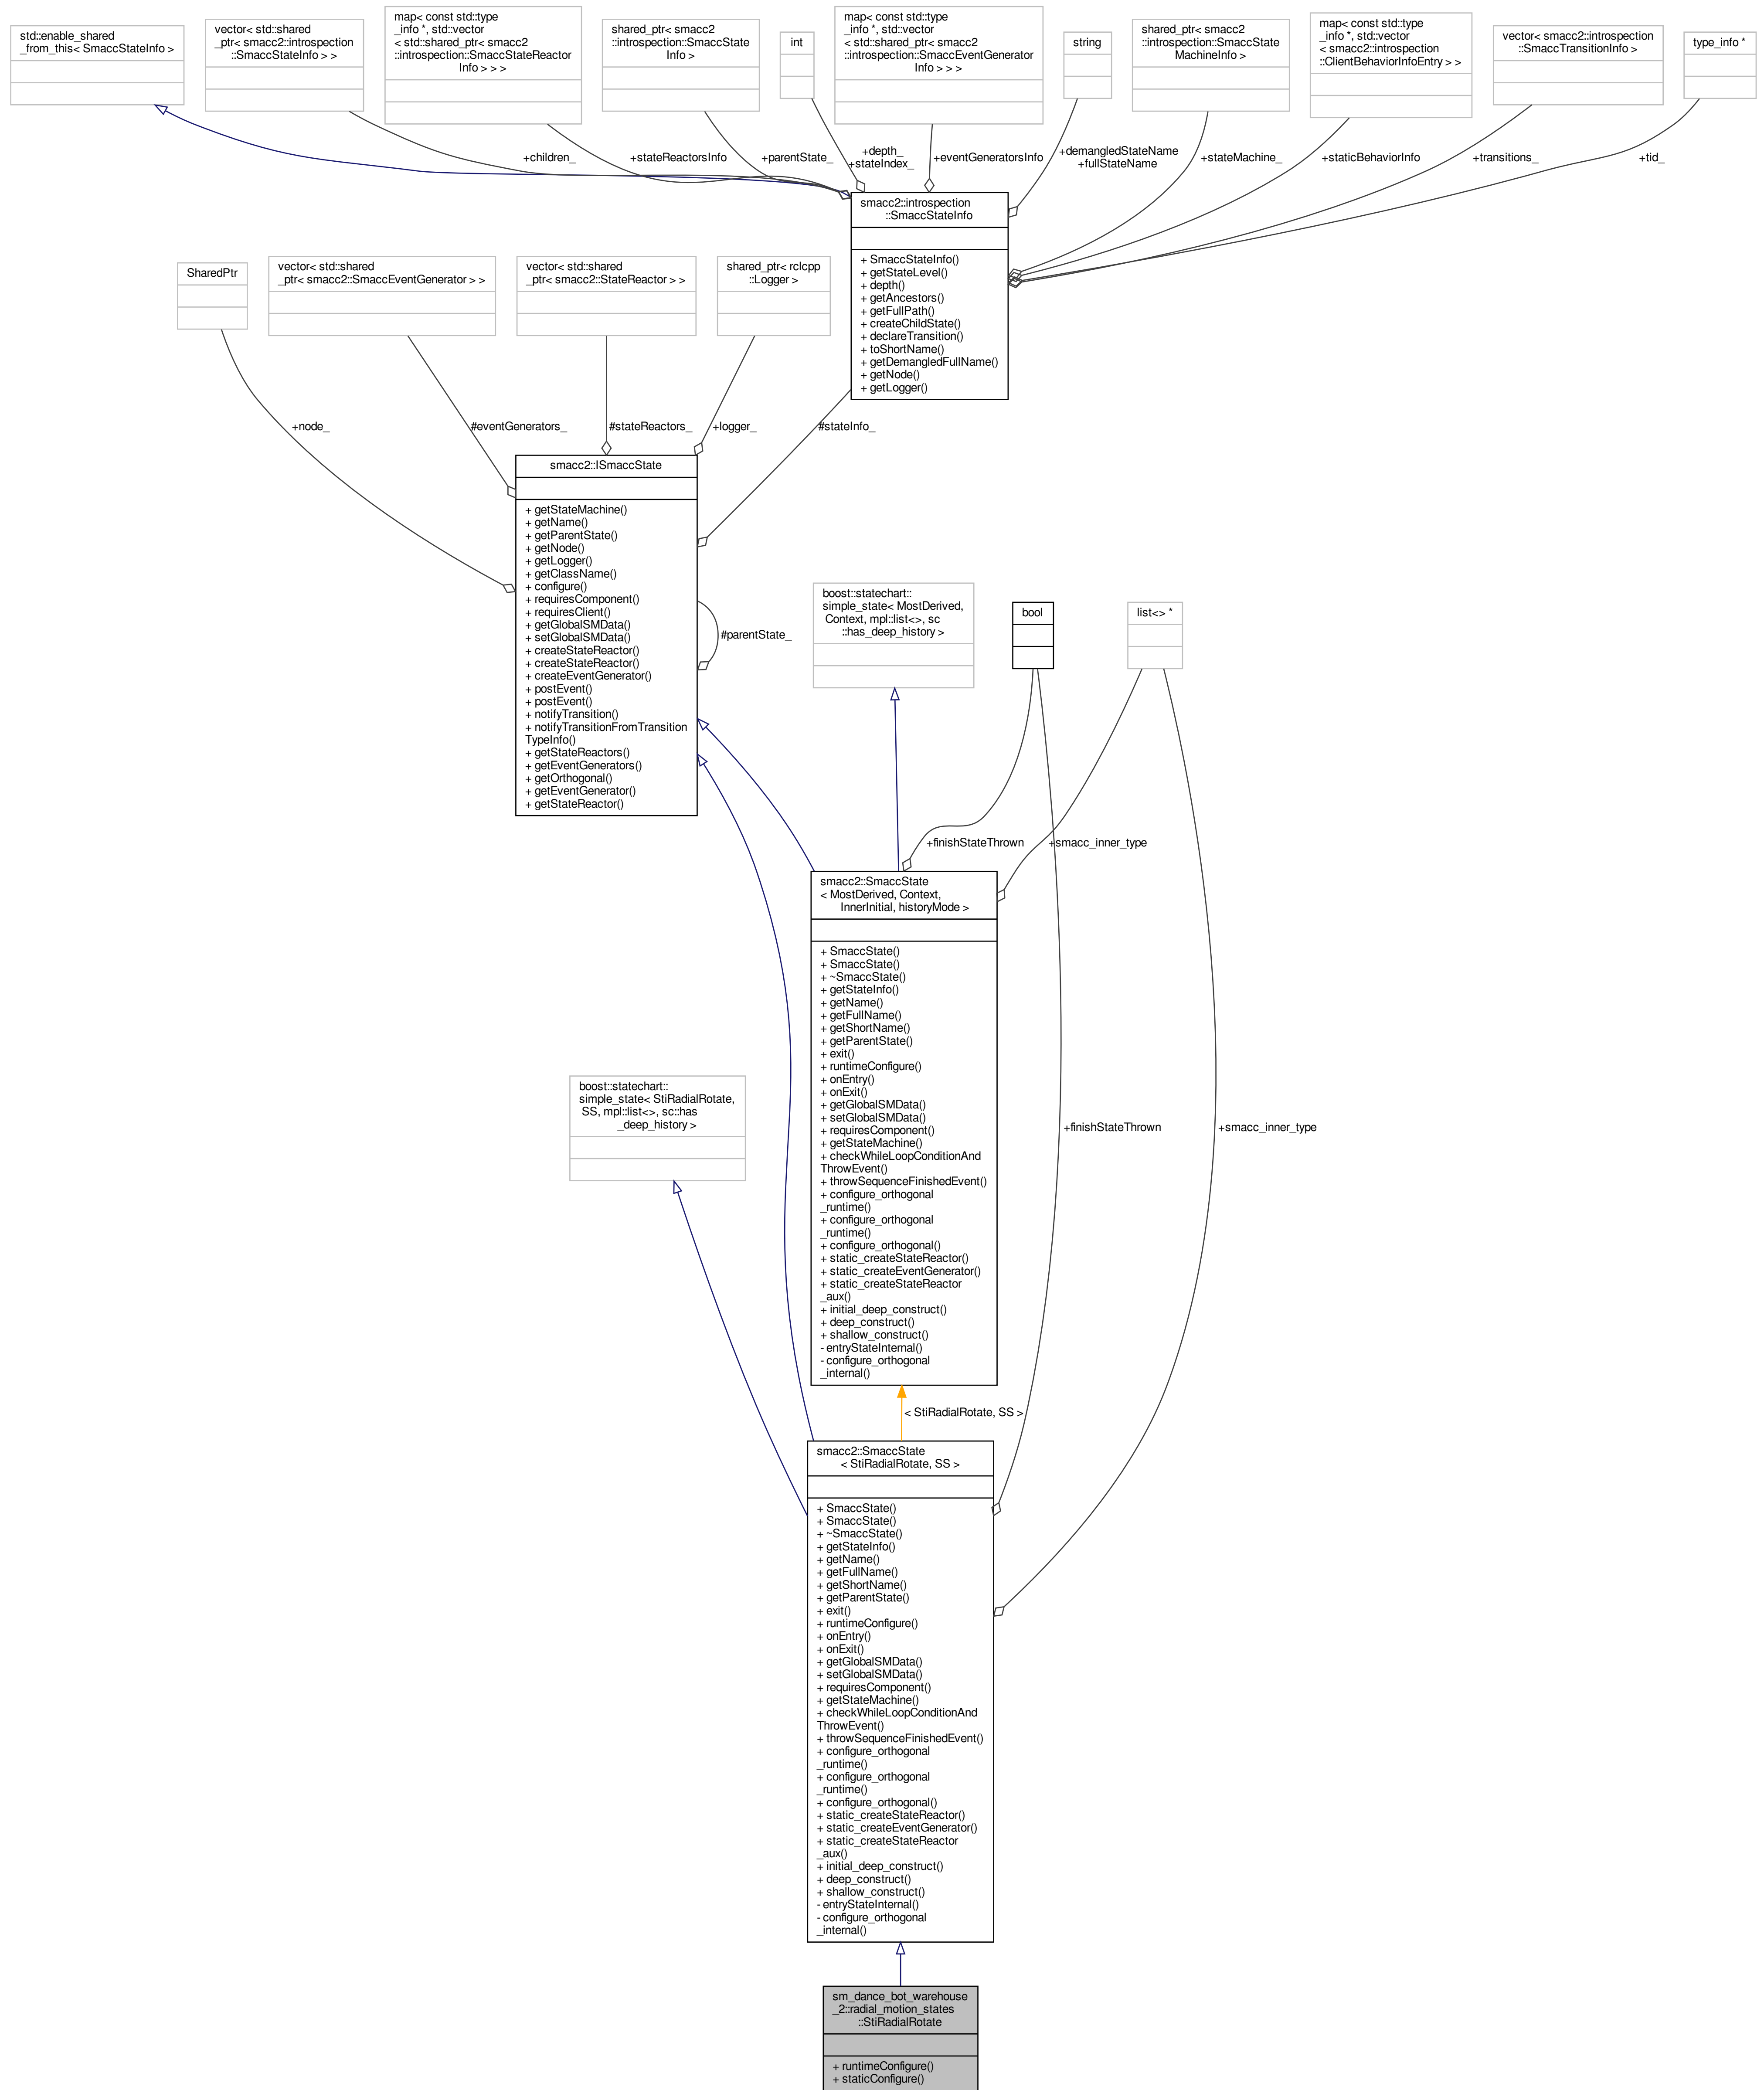 std::enable_shared
_from_this< SmaccStateInfo >
vector< std::shared
_ptr< smacc2::introspection
::SmaccStateInfo > >
map< const std::type
_info *, std::vector
< std::shared_ptr< smacc2
::introspection::SmaccStateReactor
Info > > >
shared_ptr< smacc2
::introspection::SmaccState
Info >
int
map< const std::type
_info *, std::vector
< std::shared_ptr< smacc2
::introspection::SmaccEventGenerator
Info > > >
string
shared_ptr< smacc2
::introspection::SmaccState
MachineInfo >
map< const std::type
_info *, std::vector
< smacc2::introspection
::ClientBehaviorInfoEntry > >
vector< smacc2::introspection
::SmaccTransitionInfo >
type_info *
+children_
+stateReactorsInfo
+parentState_
+depth_
+stateIndex_
+eventGeneratorsInfo
+demangledStateName
+fullStateName
+stateMachine_
+staticBehaviorInfo
+transitions_
+tid_
smacc2::introspection
::SmaccStateInfo
+ SmaccStateInfo()
+ getStateLevel()
+ depth()
+ getAncestors()
+ getFullPath()
+ createChildState()
+ declareTransition()
+ toShortName()
+ getDemangledFullName()
+ getNode()
+ getLogger()
SharedPtr
vector< std::shared
_ptr< smacc2::SmaccEventGenerator > >
vector< std::shared
_ptr< smacc2::StateReactor > >
shared_ptr< rclcpp
::Logger >
+node_
#eventGenerators_
#stateReactors_
+logger_
#stateInfo_
smacc2::ISmaccState
+ getStateMachine()
+ getName()
+ getParentState()
+ getNode()
+ getLogger()
+ getClassName()
+ configure()
+ requiresComponent()
+ requiresClient()
+ getGlobalSMData()
+ setGlobalSMData()
+ createStateReactor()
+ createStateReactor()
+ createEventGenerator()
+ postEvent()
+ postEvent()
+ notifyTransition()
+ notifyTransitionFromTransition
TypeInfo()
+ getStateReactors()
+ getEventGenerators()
+ getOrthogonal()
+ getEventGenerator()
+ getStateReactor()
#parentState_
boost::statechart::
simple_state< MostDerived,
Context, mpl::list<>, sc
::has_deep_history >
bool
list<> *
+finishStateThrown
+smacc_inner_type
smacc2::SmaccState
< MostDerived, Context,
InnerInitial, historyMode >
+ SmaccState()
+ SmaccState()
+ ~SmaccState()
+ getStateInfo()
+ getName()
+ getFullName()
+ getShortName()
+ getParentState()
+ exit()
+ runtimeConfigure()
+ onEntry()
+ onExit()
+ getGlobalSMData()
+ setGlobalSMData()
+ requiresComponent()
+ getStateMachine()
+ checkWhileLoopConditionAnd
ThrowEvent()
+ throwSequenceFinishedEvent()
+ configure_orthogonal
_runtime()
+ configure_orthogonal
_runtime()
+ configure_orthogonal()
+ static_createStateReactor()
+ static_createEventGenerator()
+ static_createStateReactor
_aux()
+ initial_deep_construct()
+ deep_construct()
+ shallow_construct()
- entryStateInternal()
- configure_orthogonal
_internal()
boost::statechart::
simple_state< StiRadialRotate,
SS, mpl::list<>, sc::has
_deep_history >
+finishStateThrown
+smacc_inner_type
< StiRadialRotate, SS >
smacc2::SmaccState
< StiRadialRotate, SS >
+ SmaccState()
+ SmaccState()
+ ~SmaccState()
+ getStateInfo()
+ getName()
+ getFullName()
+ getShortName()
+ getParentState()
+ exit()
+ runtimeConfigure()
+ onEntry()
+ onExit()
+ getGlobalSMData()
+ setGlobalSMData()
+ requiresComponent()
+ getStateMachine()
+ checkWhileLoopConditionAnd
ThrowEvent()
+ throwSequenceFinishedEvent()
+ configure_orthogonal
_runtime()
+ configure_orthogonal
_runtime()
+ configure_orthogonal()
+ static_createStateReactor()
+ static_createEventGenerator()
+ static_createStateReactor
_aux()
+ initial_deep_construct()
+ deep_construct()
+ shallow_construct()
- entryStateInternal()
- configure_orthogonal
_internal()
sm_dance_bot_warehouse
_2::radial_motion_states
::StiRadialRotate
+ runtimeConfigure()
+ staticConfigure()